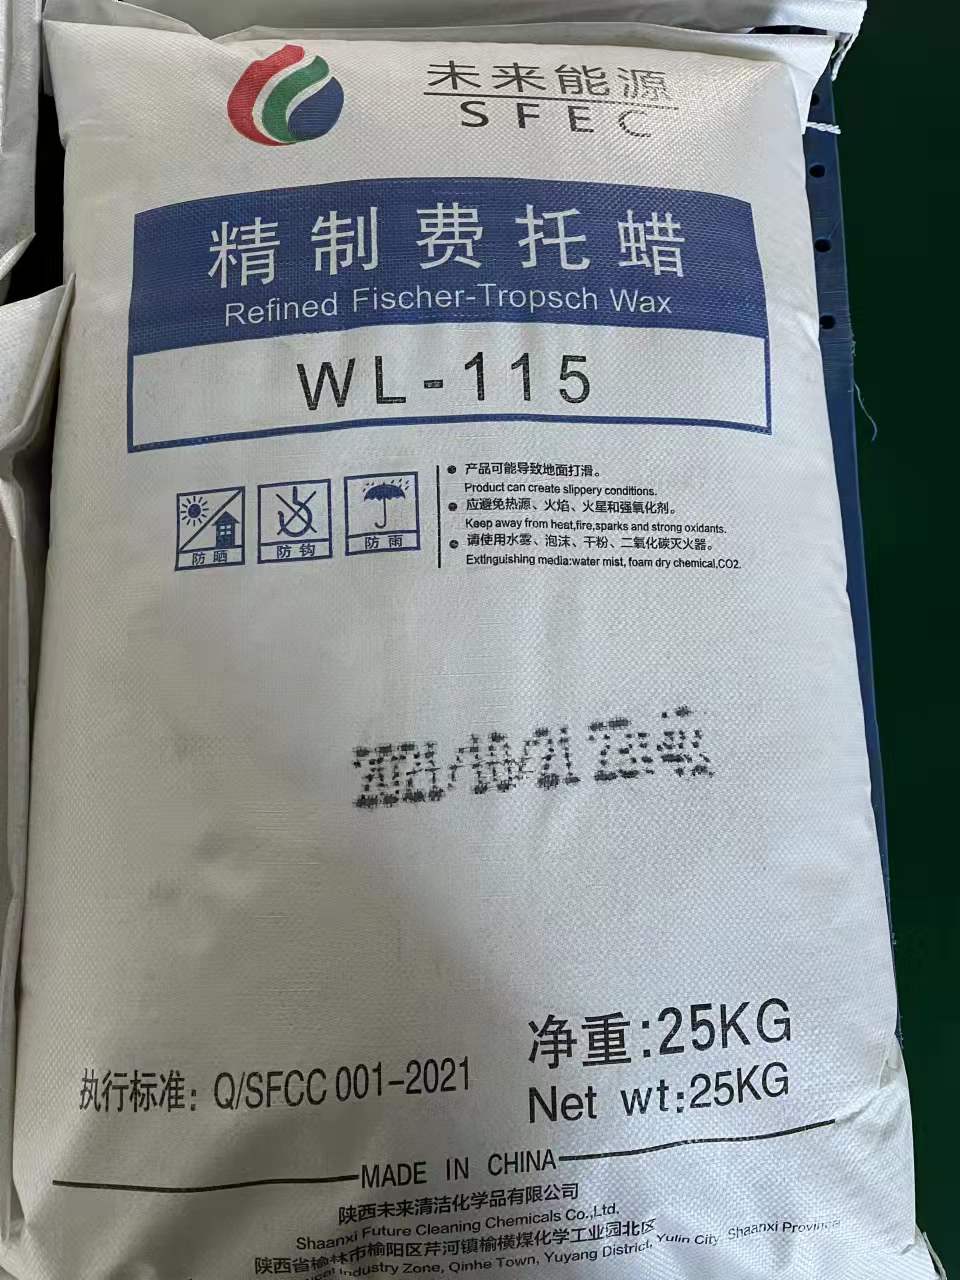 未来能源
SFEC
精制费托蜡
Refined Fischer-Tropsch Wax
WL-115
防晒
防钩
防雨
产品可能导致地面打滑。
Product can create slippery conditions.
应避免热源、火焰、火星和强氧化剂。
Keep away from heat,fire,sparks and strong oxidants.
请使用水雾、泡沫、干粉、二氧化碳灭火器。
Extinguishing media:water mist, foam dry chemical,CO2.
净重:25KG
执行标准: Q/SFCC 001-2021
Net wt:25KG
MADE IN CHINA
陕西未来清洁化学品有限公司
Shaanxi Future Cleaning Chemicals Co.,Ltd.
陕西省榆林市榆阳区芹河镇榆横煤化学工业园北区
Industry Zone, Qinhe Town, Yuyang District, Yulin City Shaanxi Province